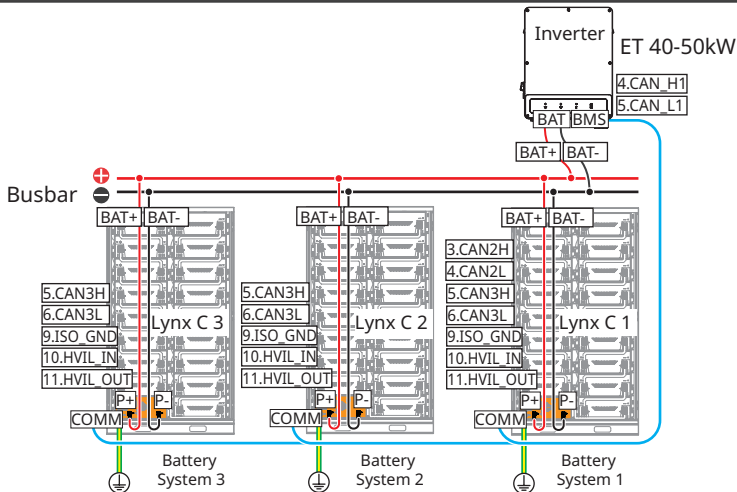 Inverter
ET 40-50kW
4.CAN_H1
5.CAN_L1
BAT BMS
BAT+ BAT-
Busbar
BAT+ BAT-
BAT+ BAT-
BAT+ BAT-
5.CAN3H
6.CAN3L
9.ISO_GND
10.HVIL_IN
11.HVIL_OUT
Lynx C 3
P+ P-
COMM
5.CAN3H
6.CAN3L
9.ISO_GND
10.HVIL_IN
11.HVIL_OUT
Lynx C 2
P+ P-
COMM
3.CAN2H
4.CAN2L
5.CAN3H
6.CAN3L
9.ISO_GND
10.HVIL_IN
11.HVIL_OUT
Lynx C 1
P+ P-
COMM
Battery
System 3
Battery
System 2
Battery
System 1